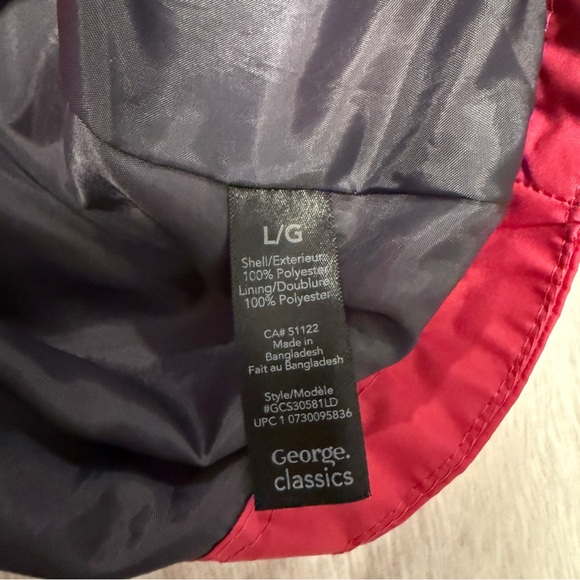 L/G
Shell/Exterieur
100% Polyester
Lining/Doublure
100% Polyester
CA# 51122
Made in
Bangladesh
Fait au Bangladesh
Style/Modèle
#GCS30581LD
UPC 1 0730095836
George.
classics